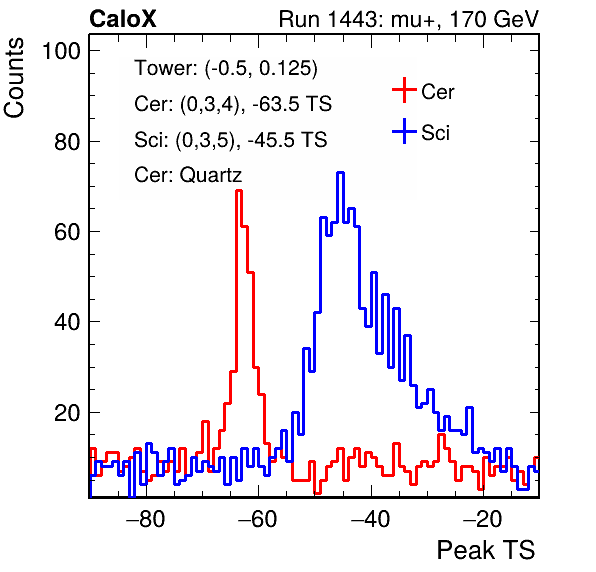 CaloX Run 1443: mu+, 170 GeV
Counts
100
80
60
40
20
Tower: (-0.5, 0.125)
Cer: (0,3,4), -63.5 TS
Sci: (0,3,5), -45.5 TS
Cer: Quartz
Cer
Sci
−80 −60 −40 −20
Peak TS